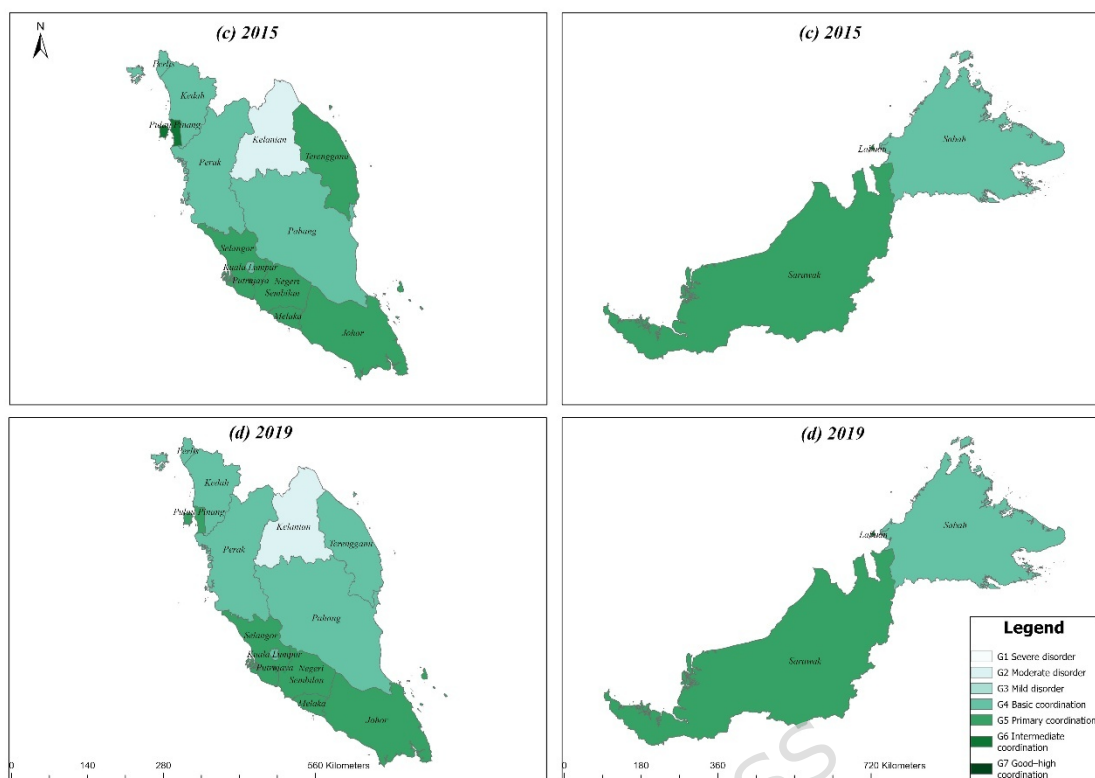 N
(c) 2015
Perlis
Kedah
Pulau Pinang
Kelantan
Perak
Terengganu
Pahang
Selangor
Kuala Lumpur
Putrajaya
Negeri
Sembilan
Melaka
Johor
(c) 2015
Sabah
Labuan
Sarawak
(d) 2019
Perlis
Kedah
Pulau Pinang
Kelantan
Terengganu
Perak
Pahang
Selangor
Kuala Lumpur
Putrajaya
Negeri
Sembilan
Melaka
Johor
0 140 280 560 Kilometers
(d) 2019
Sabah
Labuan
Sarawak
0 180 360 720 Kilometers
Legend
G1 Severe disorder
G2 Moderate disorder
G3 Mild disorder
G4 Basic coordination
G5 Primary coordination
G6 Intermediate
coordination
G7 Good–high
coordination